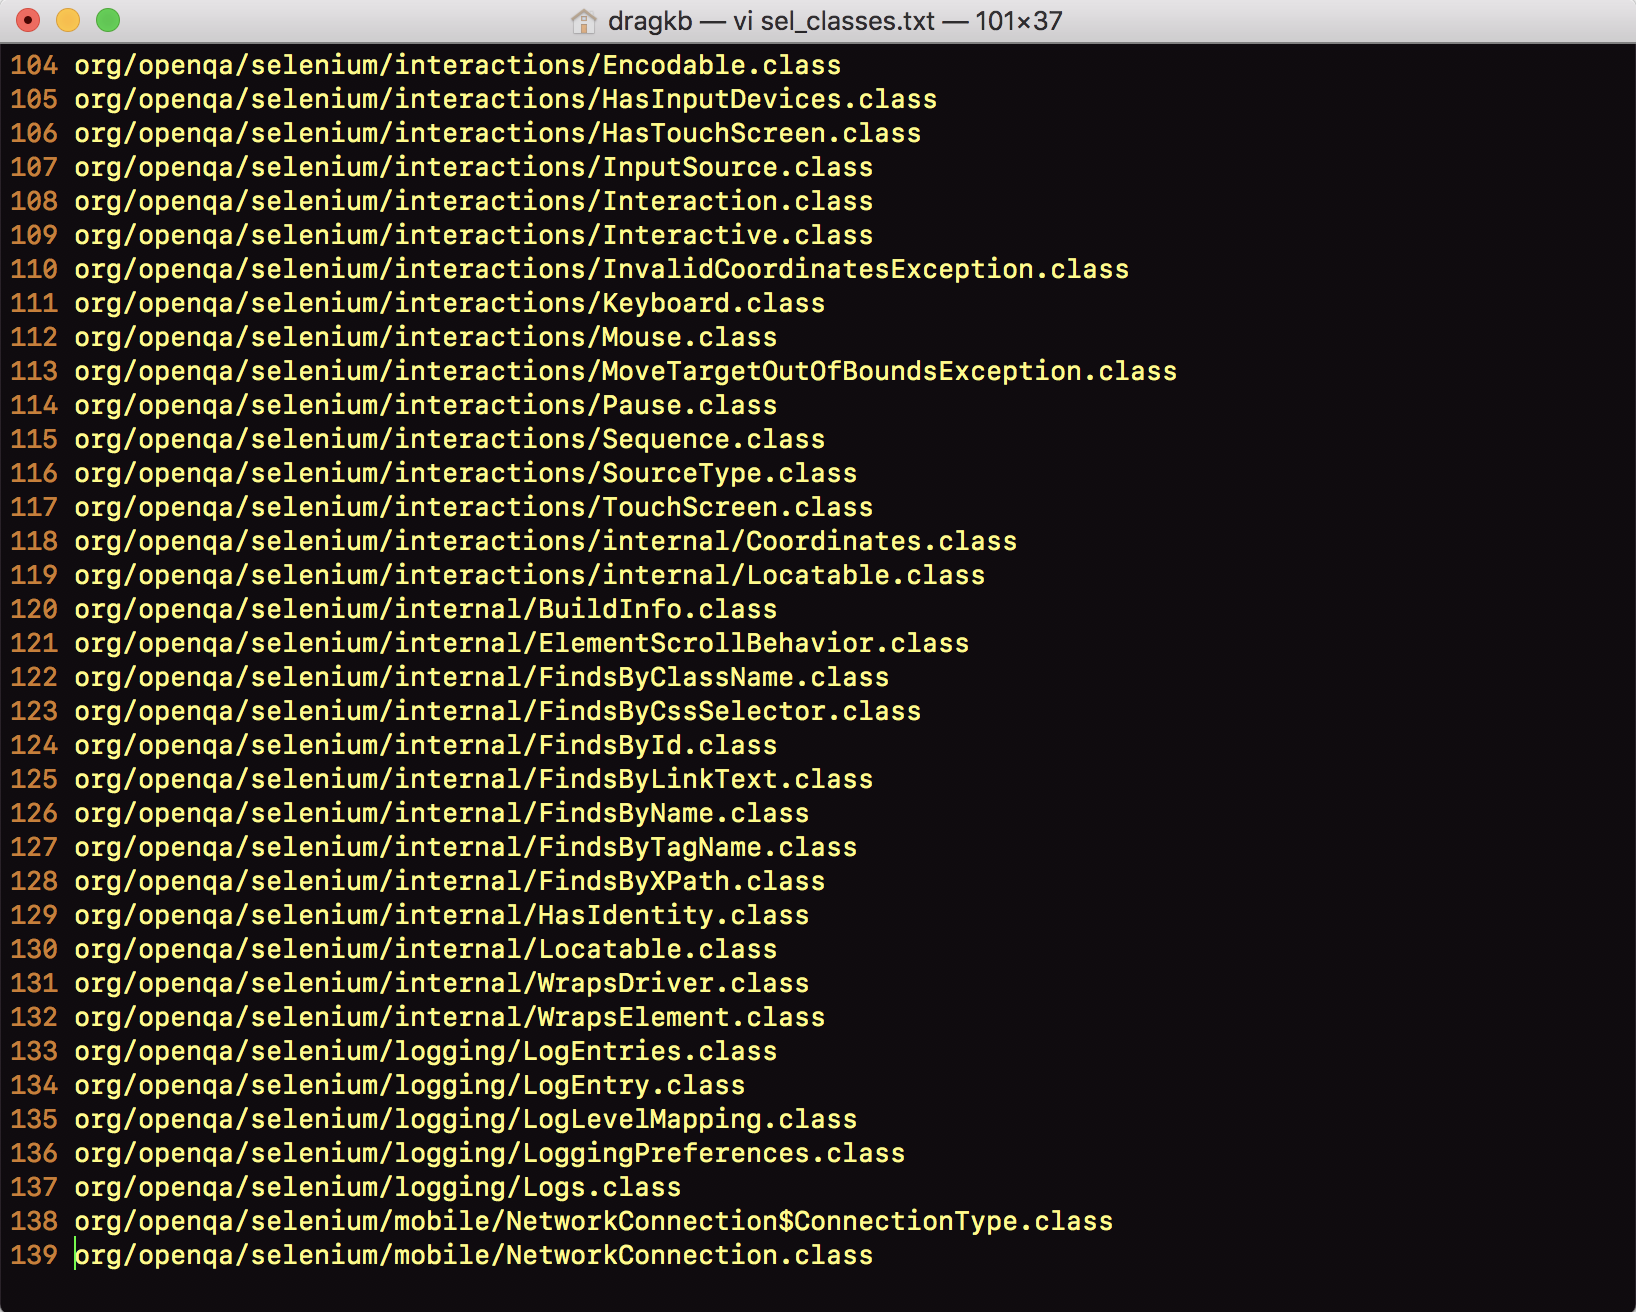 dragkb — vi sel_classes.txt — 101×37
104 org/openqa/selenium/interactions/Encodable.class
105 org/openqa/selenium/interactions/HasInputDevices.class
106 org/openqa/selenium/interactions/HasTouchScreen.class
107 org/openqa/selenium/interactions/InputSource.class
108 org/openqa/selenium/interactions/Interaction.class
109 org/openqa/selenium/interactions/Interactive.class
110 org/openqa/selenium/interactions/InvalidCoordinatesException.class
111 org/openqa/selenium/interactions/Keyboard.class
112 org/openqa/selenium/interactions/Mouse.class
113 org/openqa/selenium/interactions/MoveTargetOutOfBoundsException.class
114 org/openqa/selenium/interactions/Pause.class
115 org/openqa/selenium/interactions/Sequence.class
116 org/openqa/selenium/interactions/SourceType.class
117 org/openqa/selenium/interactions/TouchScreen.class
118 org/openqa/selenium/interactions/internal/Coordinates.class
119 org/openqa/selenium/interactions/internal/Locatable.class
120 org/openqa/selenium/internal/BuildInfo.class
121 org/openqa/selenium/internal/ElementScrollBehavior.class
122 org/openqa/selenium/internal/FindsByClassName.class
123 org/openqa/selenium/internal/FindsByCssSelector.class
124 org/openqa/selenium/internal/FindsById.class
125 org/openqa/selenium/internal/FindsByLinkText.class
126 org/openqa/selenium/internal/FindsByName.class
127 org/openqa/selenium/internal/FindsByTagName.class
128 org/openqa/selenium/internal/FindsByXPath.class
129 org/openqa/selenium/internal/HasIdentity.class
130 org/openqa/selenium/internal/Locatable.class
131 org/openqa/selenium/internal/WrapsDriver.class
132 org/openqa/selenium/internal/WrapsElement.class
133 org/openqa/selenium/logging/LogEntries.class
134 org/openqa/selenium/logging/LogEntry.class
135 org/openqa/selenium/logging/LogLevelMapping.class
136 org/openqa/selenium/logging/LoggingPreferences.class
137 org/openqa/selenium/logging/Logs.class
138 org/openqa/selenium/mobile/NetworkConnection$ConnectionType.class
139 org/openqa/selenium/mobile/NetworkConnection.class